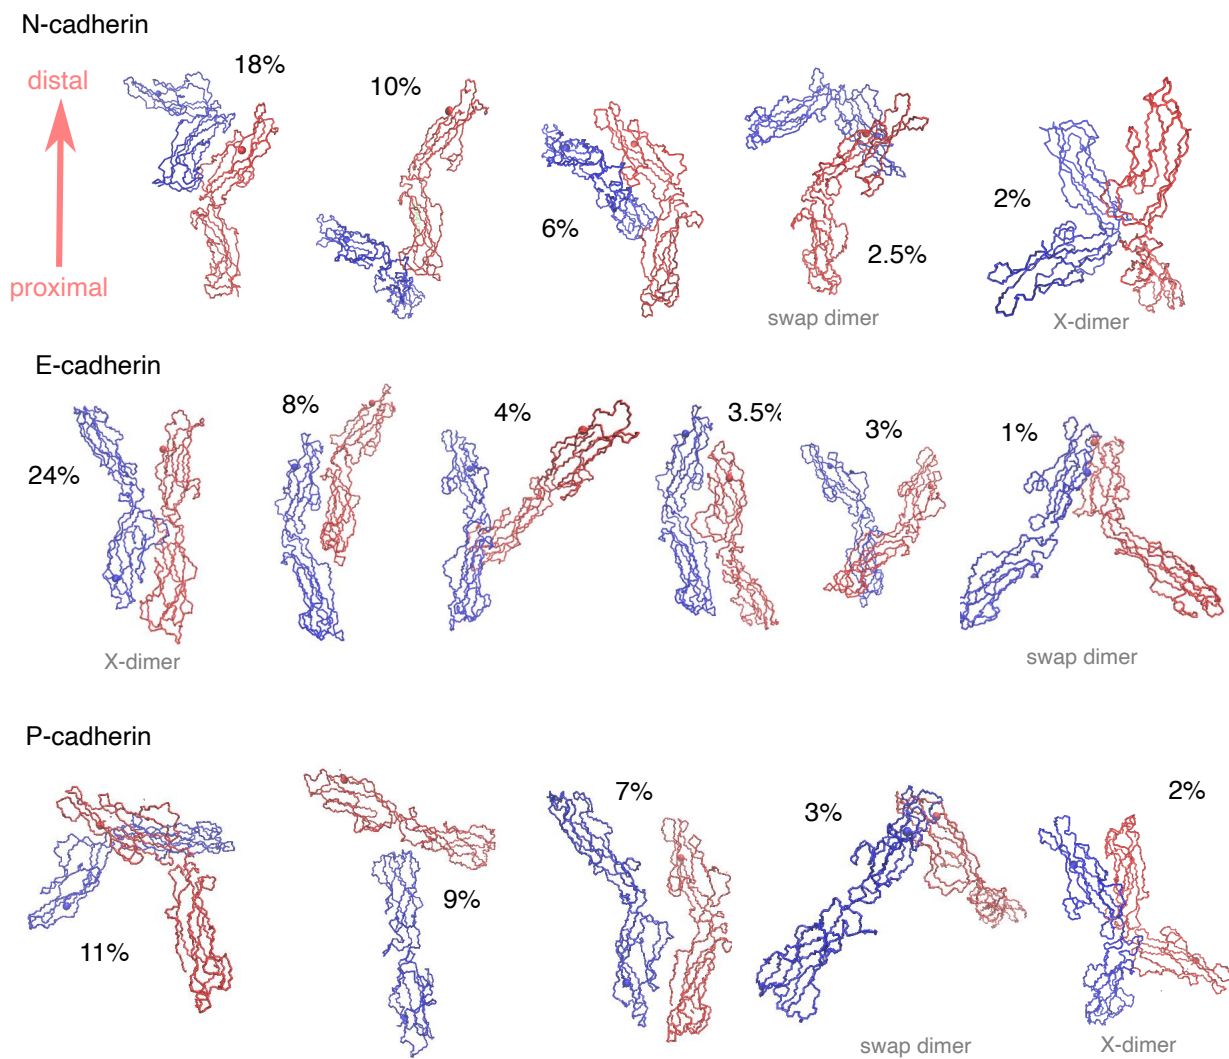 N-cadherin
distal
proximal
18%
10%
6%
2.5%
swap dimer
2%
X-dimer
E-cadherin
24%
X-dimer
8%
4%
3.5%
3%
1%
swap dimer
P-cadherin
11%
9%
7%
3%
swap dimer
2%
X-dimer